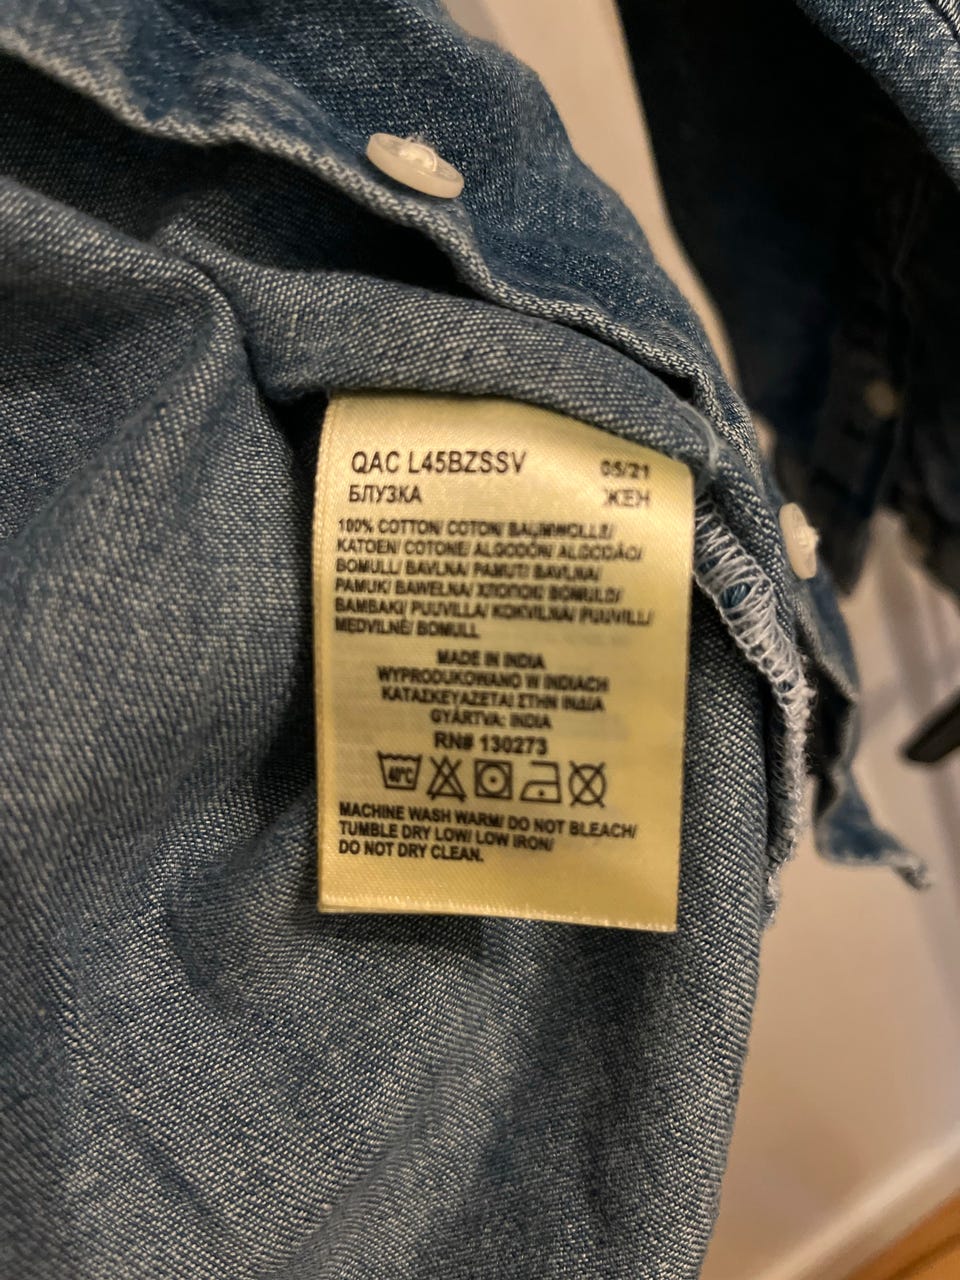 QAC L45BZSSV 05/21
БЛУЗКА ЖЕН
100% COTTON/ COTON/ BAUMWOLLE/
KATOEN/ COTONE/ ALGODÓN/ ALGODÃO/
BOMULL/ BAVLNA/ PAMUT/ BAVLNA/
PAMUK/ BAWEŁNA/ ХЛОПОК/ BOMULD/
BAMBAKI/ PUUVILLA/ KOKVILNA/ PUUVILL/
MEDVILNĖ/ BOMULL
MADE IN INDIA
WYPRODUKOWANO W INDIACH
ΚΑΤΑΣΚΕΥΑΖΕΤΑΙ ΣΤΗΝ ΙΝΔΙΑ
GYÁRTVA: INDIA
RN# 130273
40°C
MACHINE WASH WARM/ DO NOT BLEACH/
TUMBLE DRY LOW/ LOW IRON/
DO NOT DRY CLEAN.